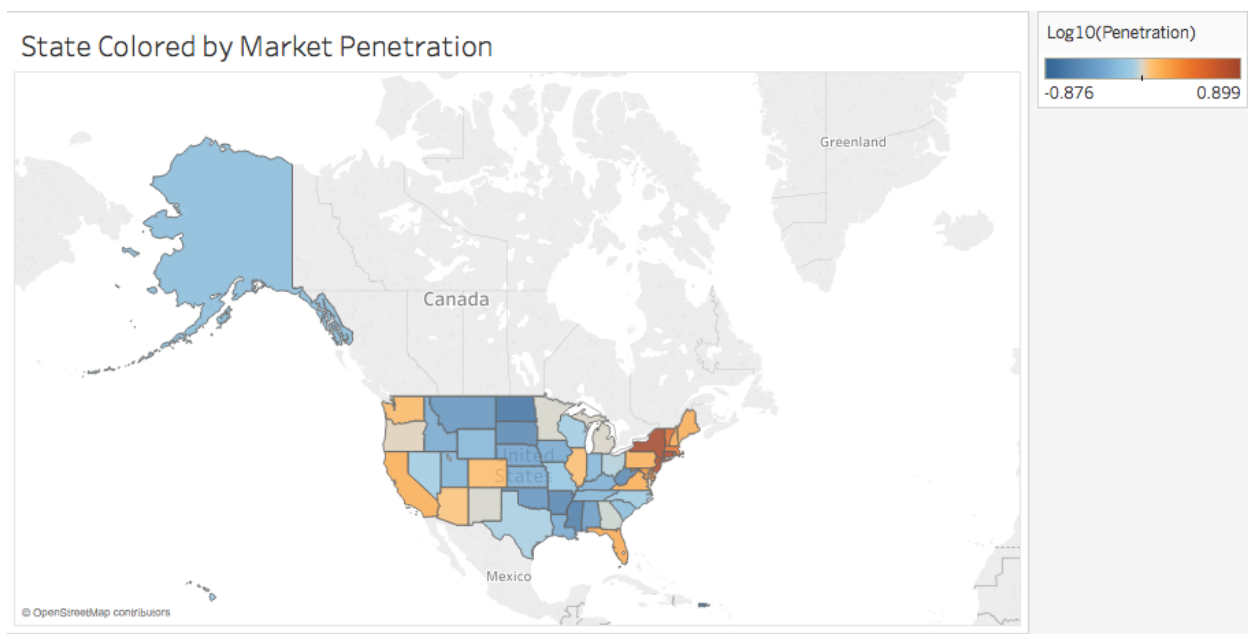 State Colored by Market Penetration
Log10(Penetration)
-0.876 0.899
Greenland
Canada
United
States
Mexico
© OpenStreetMap contributors